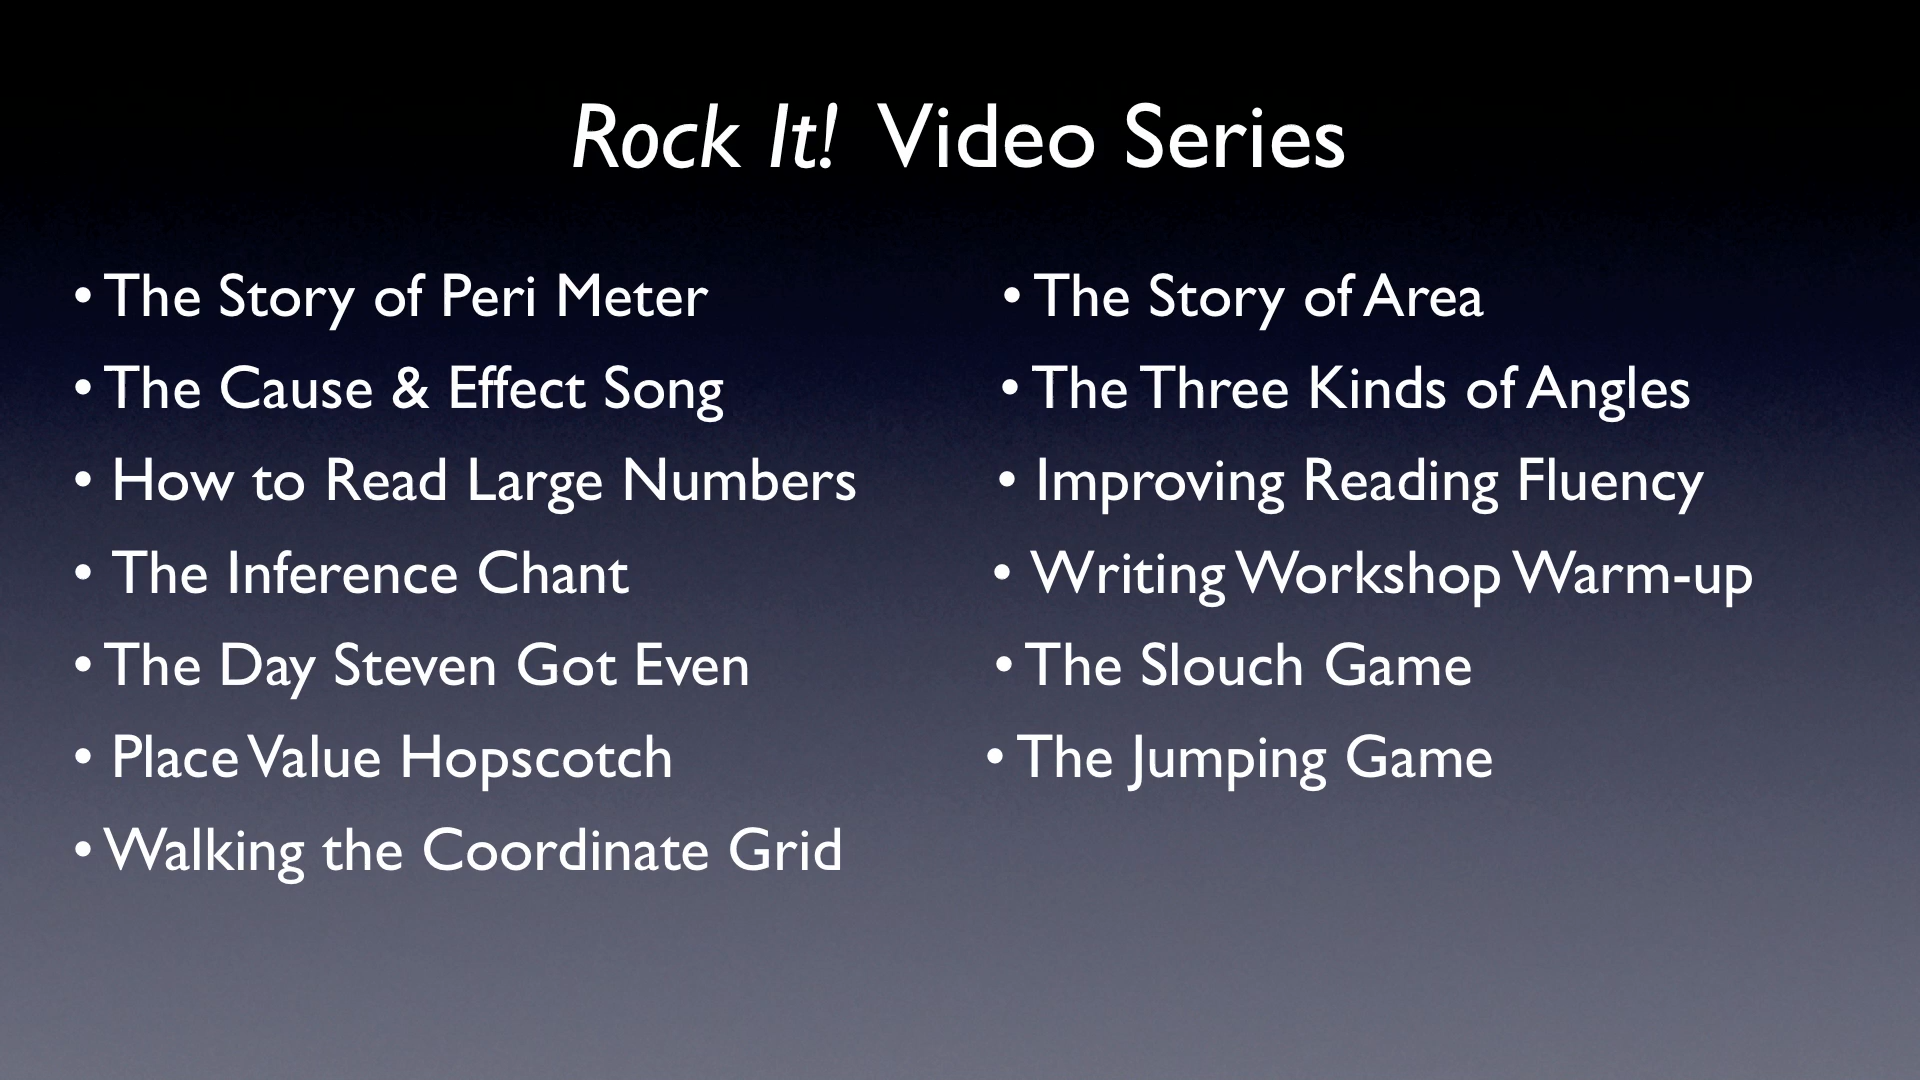 Rock It! Video Series
• The Story of Peri Meter
• The Cause & Effect Song
• How to Read Large Numbers
• The Inference Chant
• The Day Steven Got Even
• Place Value Hopscotch
• Walking the Coordinate Grid
• The Story of Area
• The Three Kinds of Angles
• Improving Reading Fluency
• Writing Workshop Warm-up
• The Slouch Game
• The Jumping Game